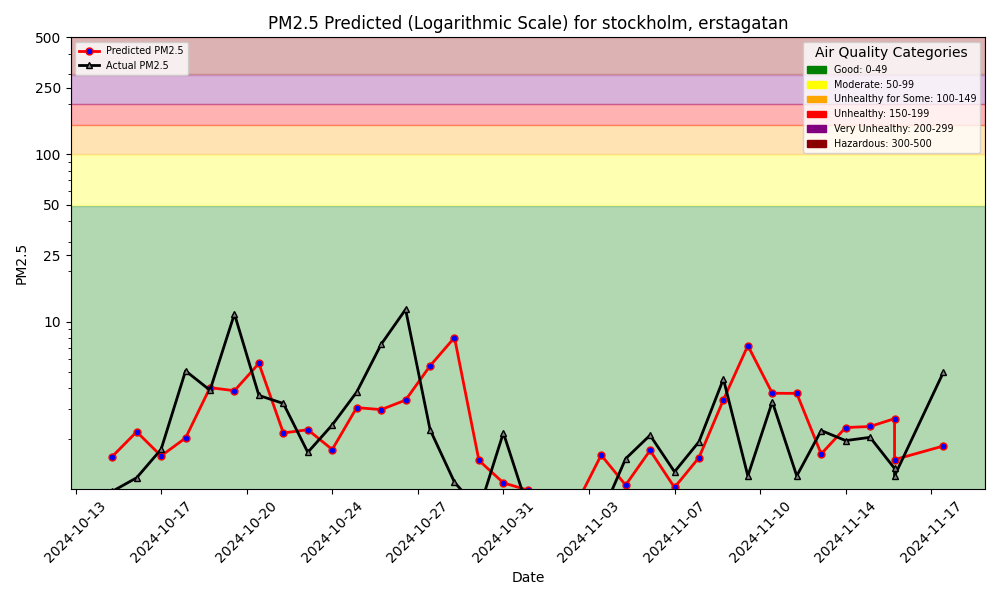 PM2.5 Predicted (Logarithmic Scale) for stockholm, erstagatan
Predicted PM2.5
Actual PM2.5
Air Quality Categories
Good: 0-49
Moderate: 50-99
Unhealthy for Some: 100-149
Unhealthy: 150-199
Very Unhealthy: 200-299
Hazardous: 300-500
PM2.5
500
250
100
50
25
10
2024-10-13
2024-10-17
2024-10-20
2024-10-24
2024-10-27
2024-10-31
2024-11-03
2024-11-07
2024-11-10
2024-11-14
2024-11-17
Date